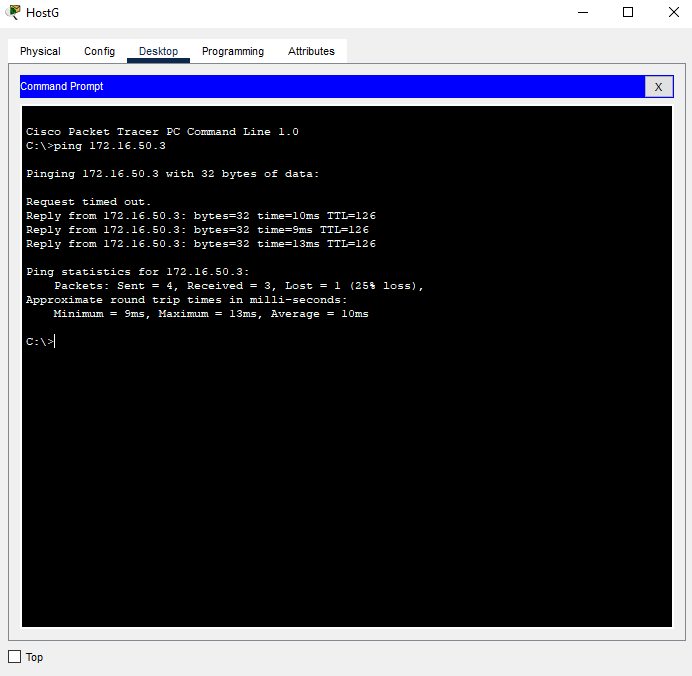 HostG
Physical Config Desktop Programming Attributes
Command Prompt X
Cisco Packet Tracer PC Command Line 1.0
C:\>ping 172.16.50.3
Pinging 172.16.50.3 with 32 bytes of data:
Request timed out.
Reply from 172.16.50.3: bytes=32 time=10ms TTL=126
Reply from 172.16.50.3: bytes=32 time=9ms TTL=126
Reply from 172.16.50.3: bytes=32 time=13ms TTL=126
Ping statistics for 172.16.50.3:
Packets: Sent = 4, Received = 3, Lost = 1 (25% loss),
Approximate round trip times in milli-seconds:
Minimum = 9ms, Maximum = 13ms, Average = 10ms
C:\>
Top